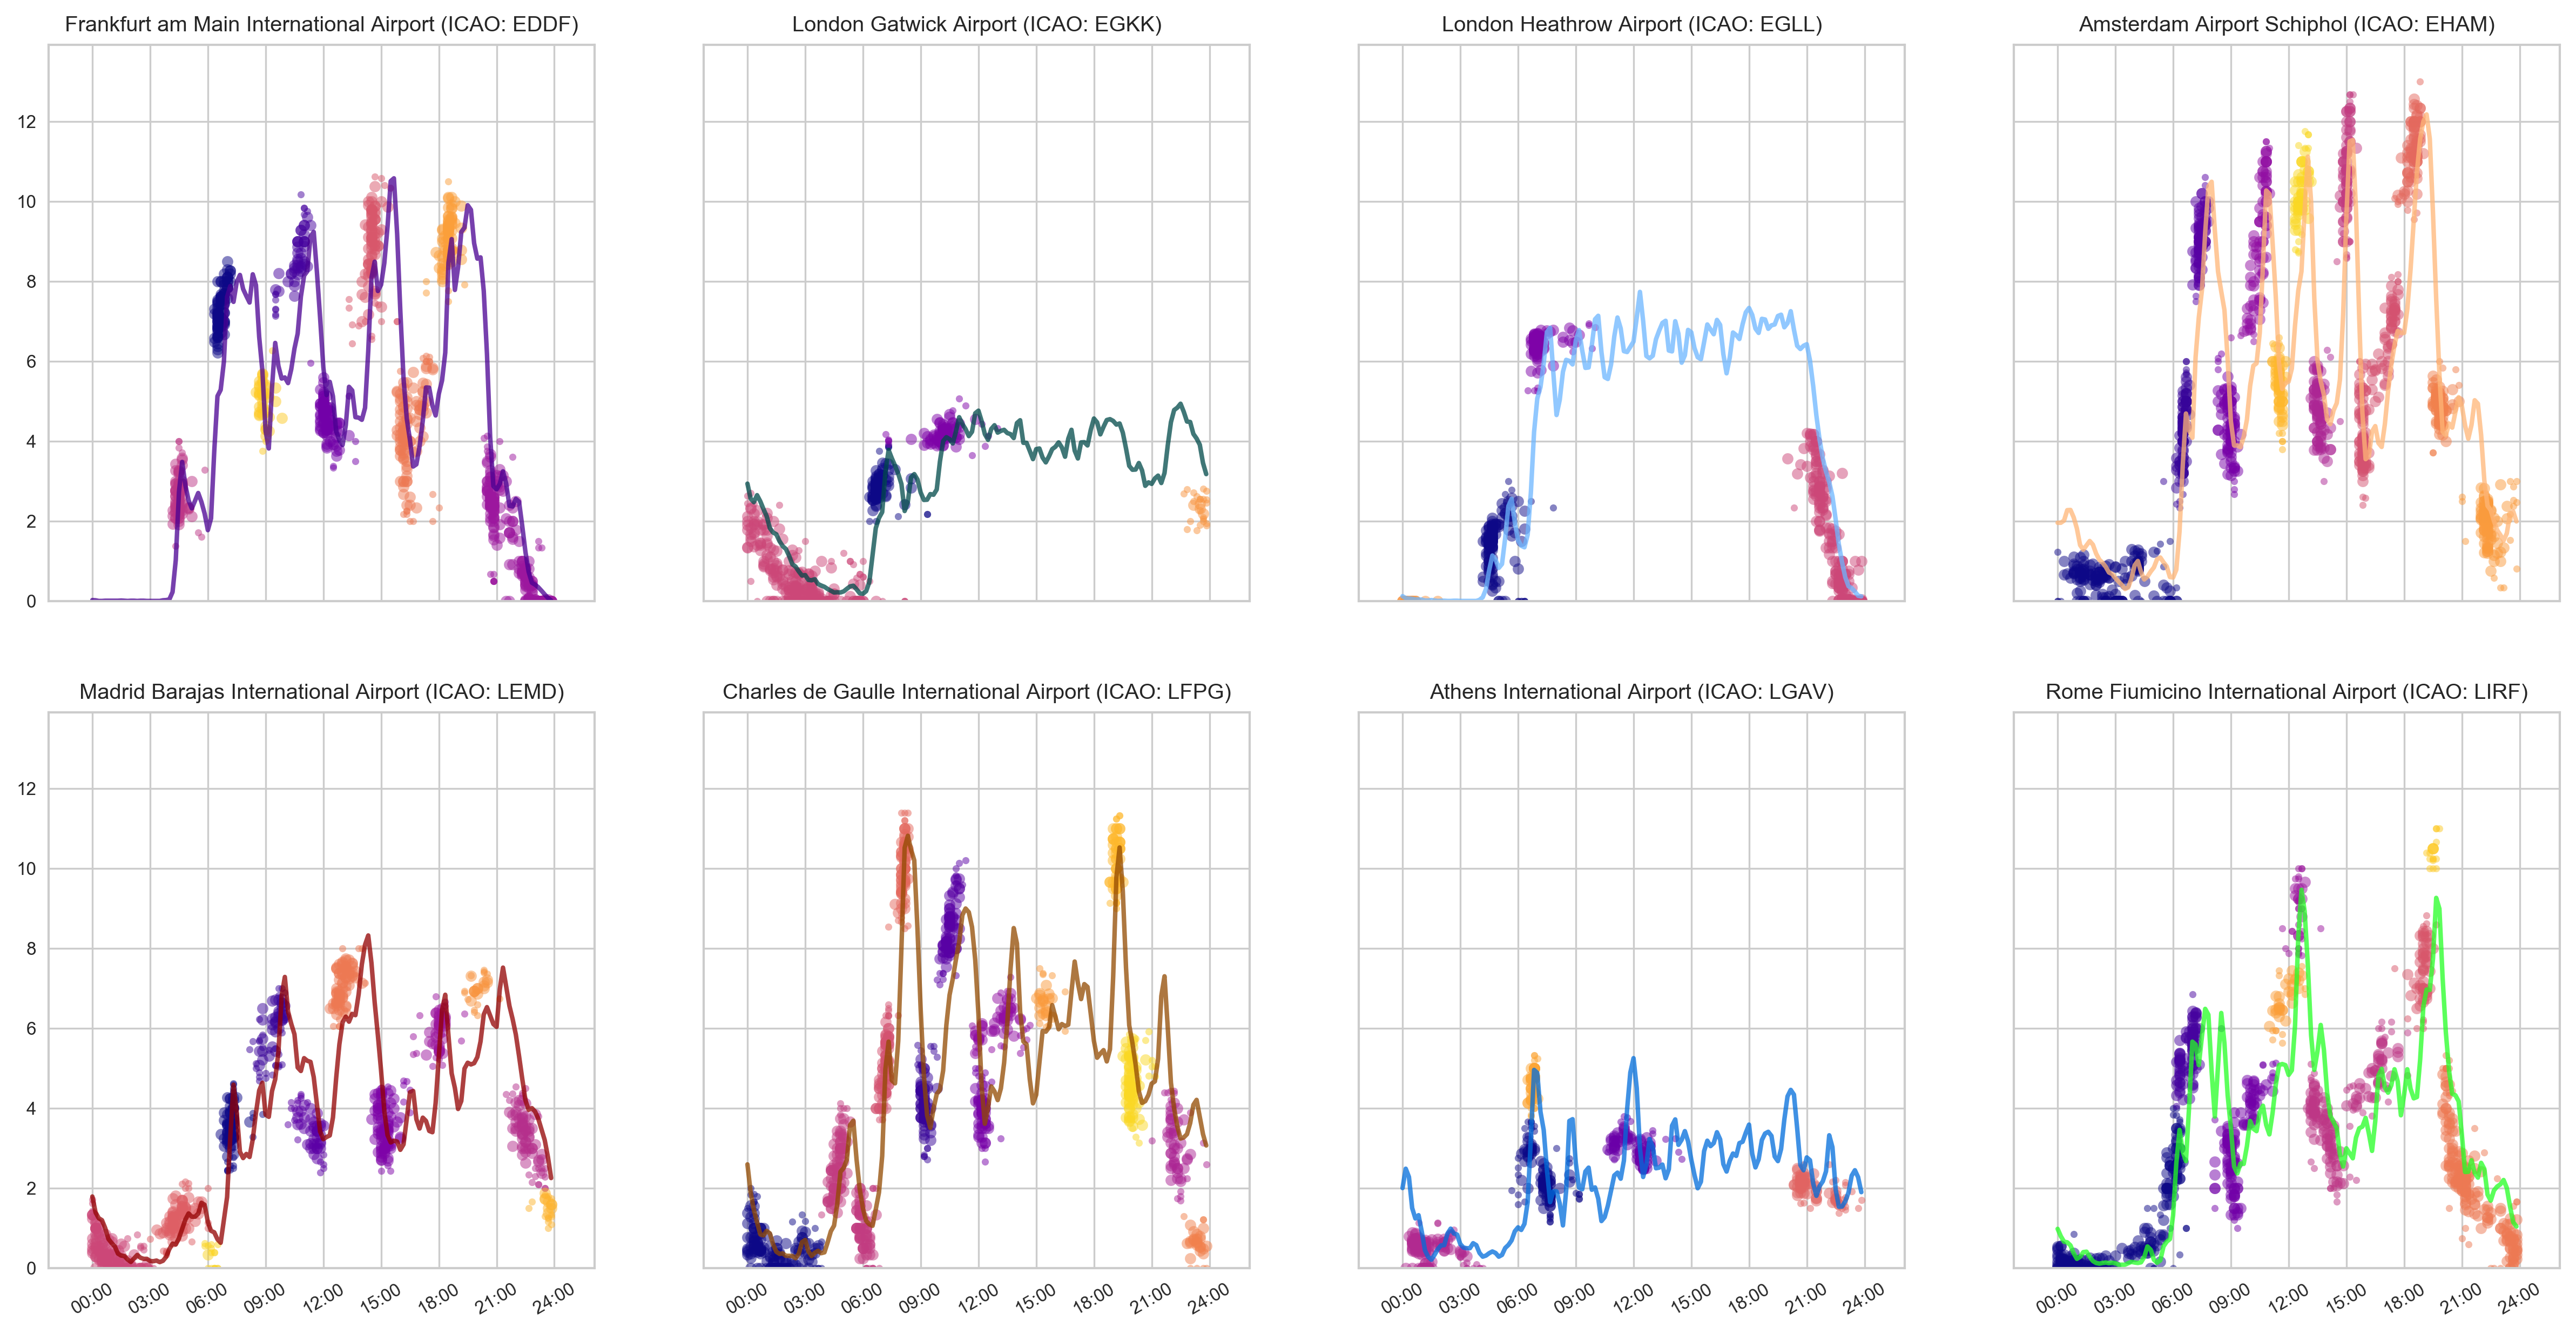 Frankfurt am Main International Airport (ICAO: EDDF)
London Gatwick Airport (ICAO: EGKK)
London Heathrow Airport (ICAO: EGLL)
Amsterdam Airport Schiphol (ICAO: EHAM)
12
10
8
6
4
2
0
Madrid Barajas International Airport (ICAO: LEMD)
Charles de Gaulle International Airport (ICAO: LFPG)
Athens International Airport (ICAO: LGAV)
Rome Fiumicino International Airport (ICAO: LIRF)
12
10
8
6
4
2
0
00:00 03:00 06:00 09:00 12:00 15:00 18:00 21:00 24:00
00:00 03:00 06:00 09:00 12:00 15:00 18:00 21:00 24:00
00:00 03:00 06:00 09:00 12:00 15:00 18:00 21:00 24:00
00:00 03:00 06:00 09:00 12:00 15:00 18:00 21:00 24:00